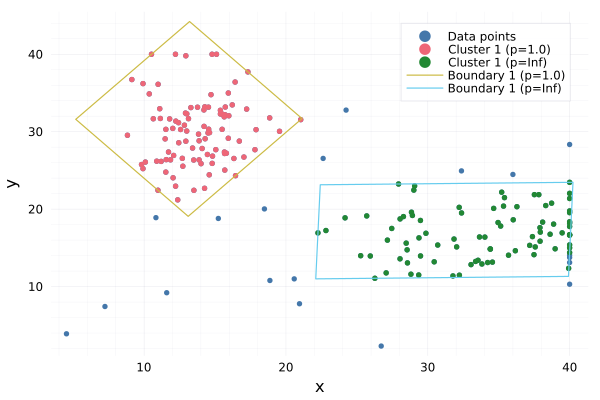 40
30
20
10
y
10
20
30
40
x
Data points
Cluster 1 (p=1.0)
Cluster 1 (p=Inf)
Boundary 1 (p=1.0)
Boundary 1 (p=Inf)